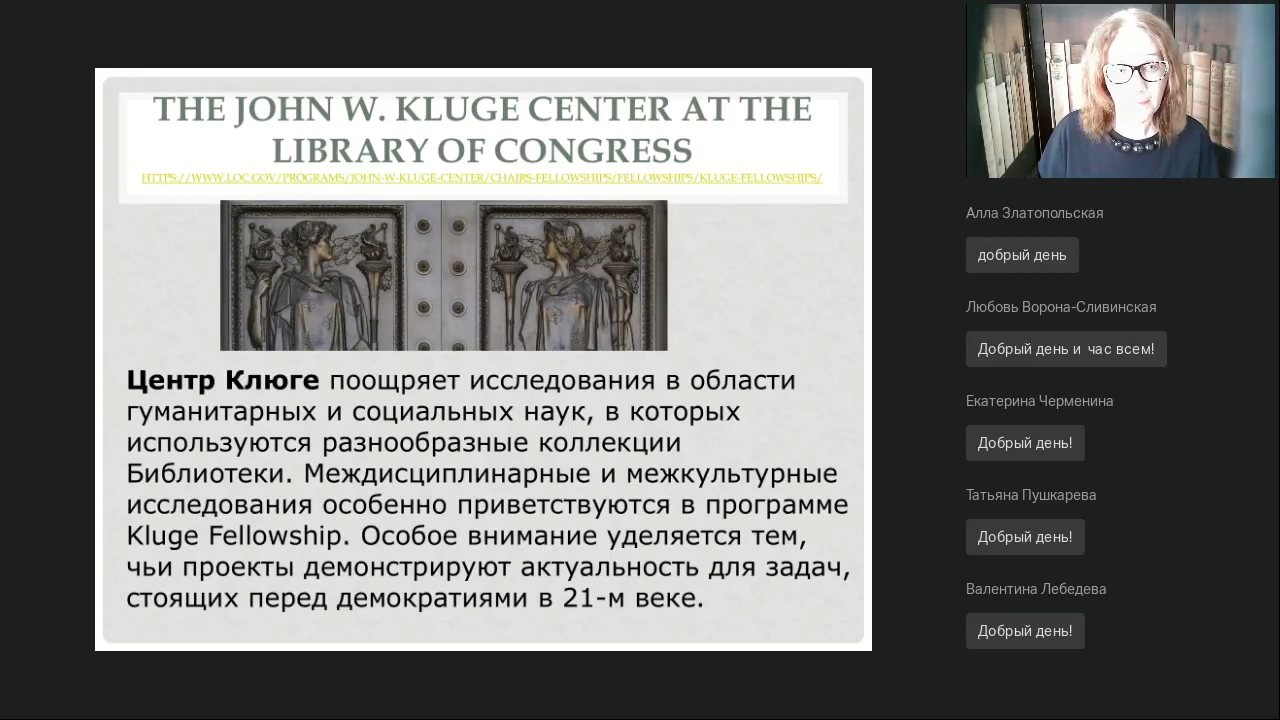 THE JOHN W. KLUGE CENTER AT THE
LIBRARY OF CONGRESS
HTTPS://WWW.LOC.GOV/PROGRAMS/JOHN-W-KLUGE-CENTER/CHAIRS-FELLOWSHIPS/FELLOWSHIPS/KLUGE-FELLOWSHIPS/
Центр Клюге поощряет исследования в области
гуманитарных и социальных наук, в которых
используются разнообразные коллекции
Библиотеки. Междисциплинарные и межкультурные
исследования особенно приветствуются в программе
Kluge Fellowship. Особое внимание уделяется тем,
чьи проекты демонстрируют актуальность для задач,
стоящих перед демократиями в 21-м веке.
Алла Златопольская
добрый день
Любовь Ворона-Сливинская
Добрый день и час всем!
Екатерина Черменина
Добрый день!
Татьяна Пушкарева
Добрый день!
Валентина Лебедева
Добрый день!